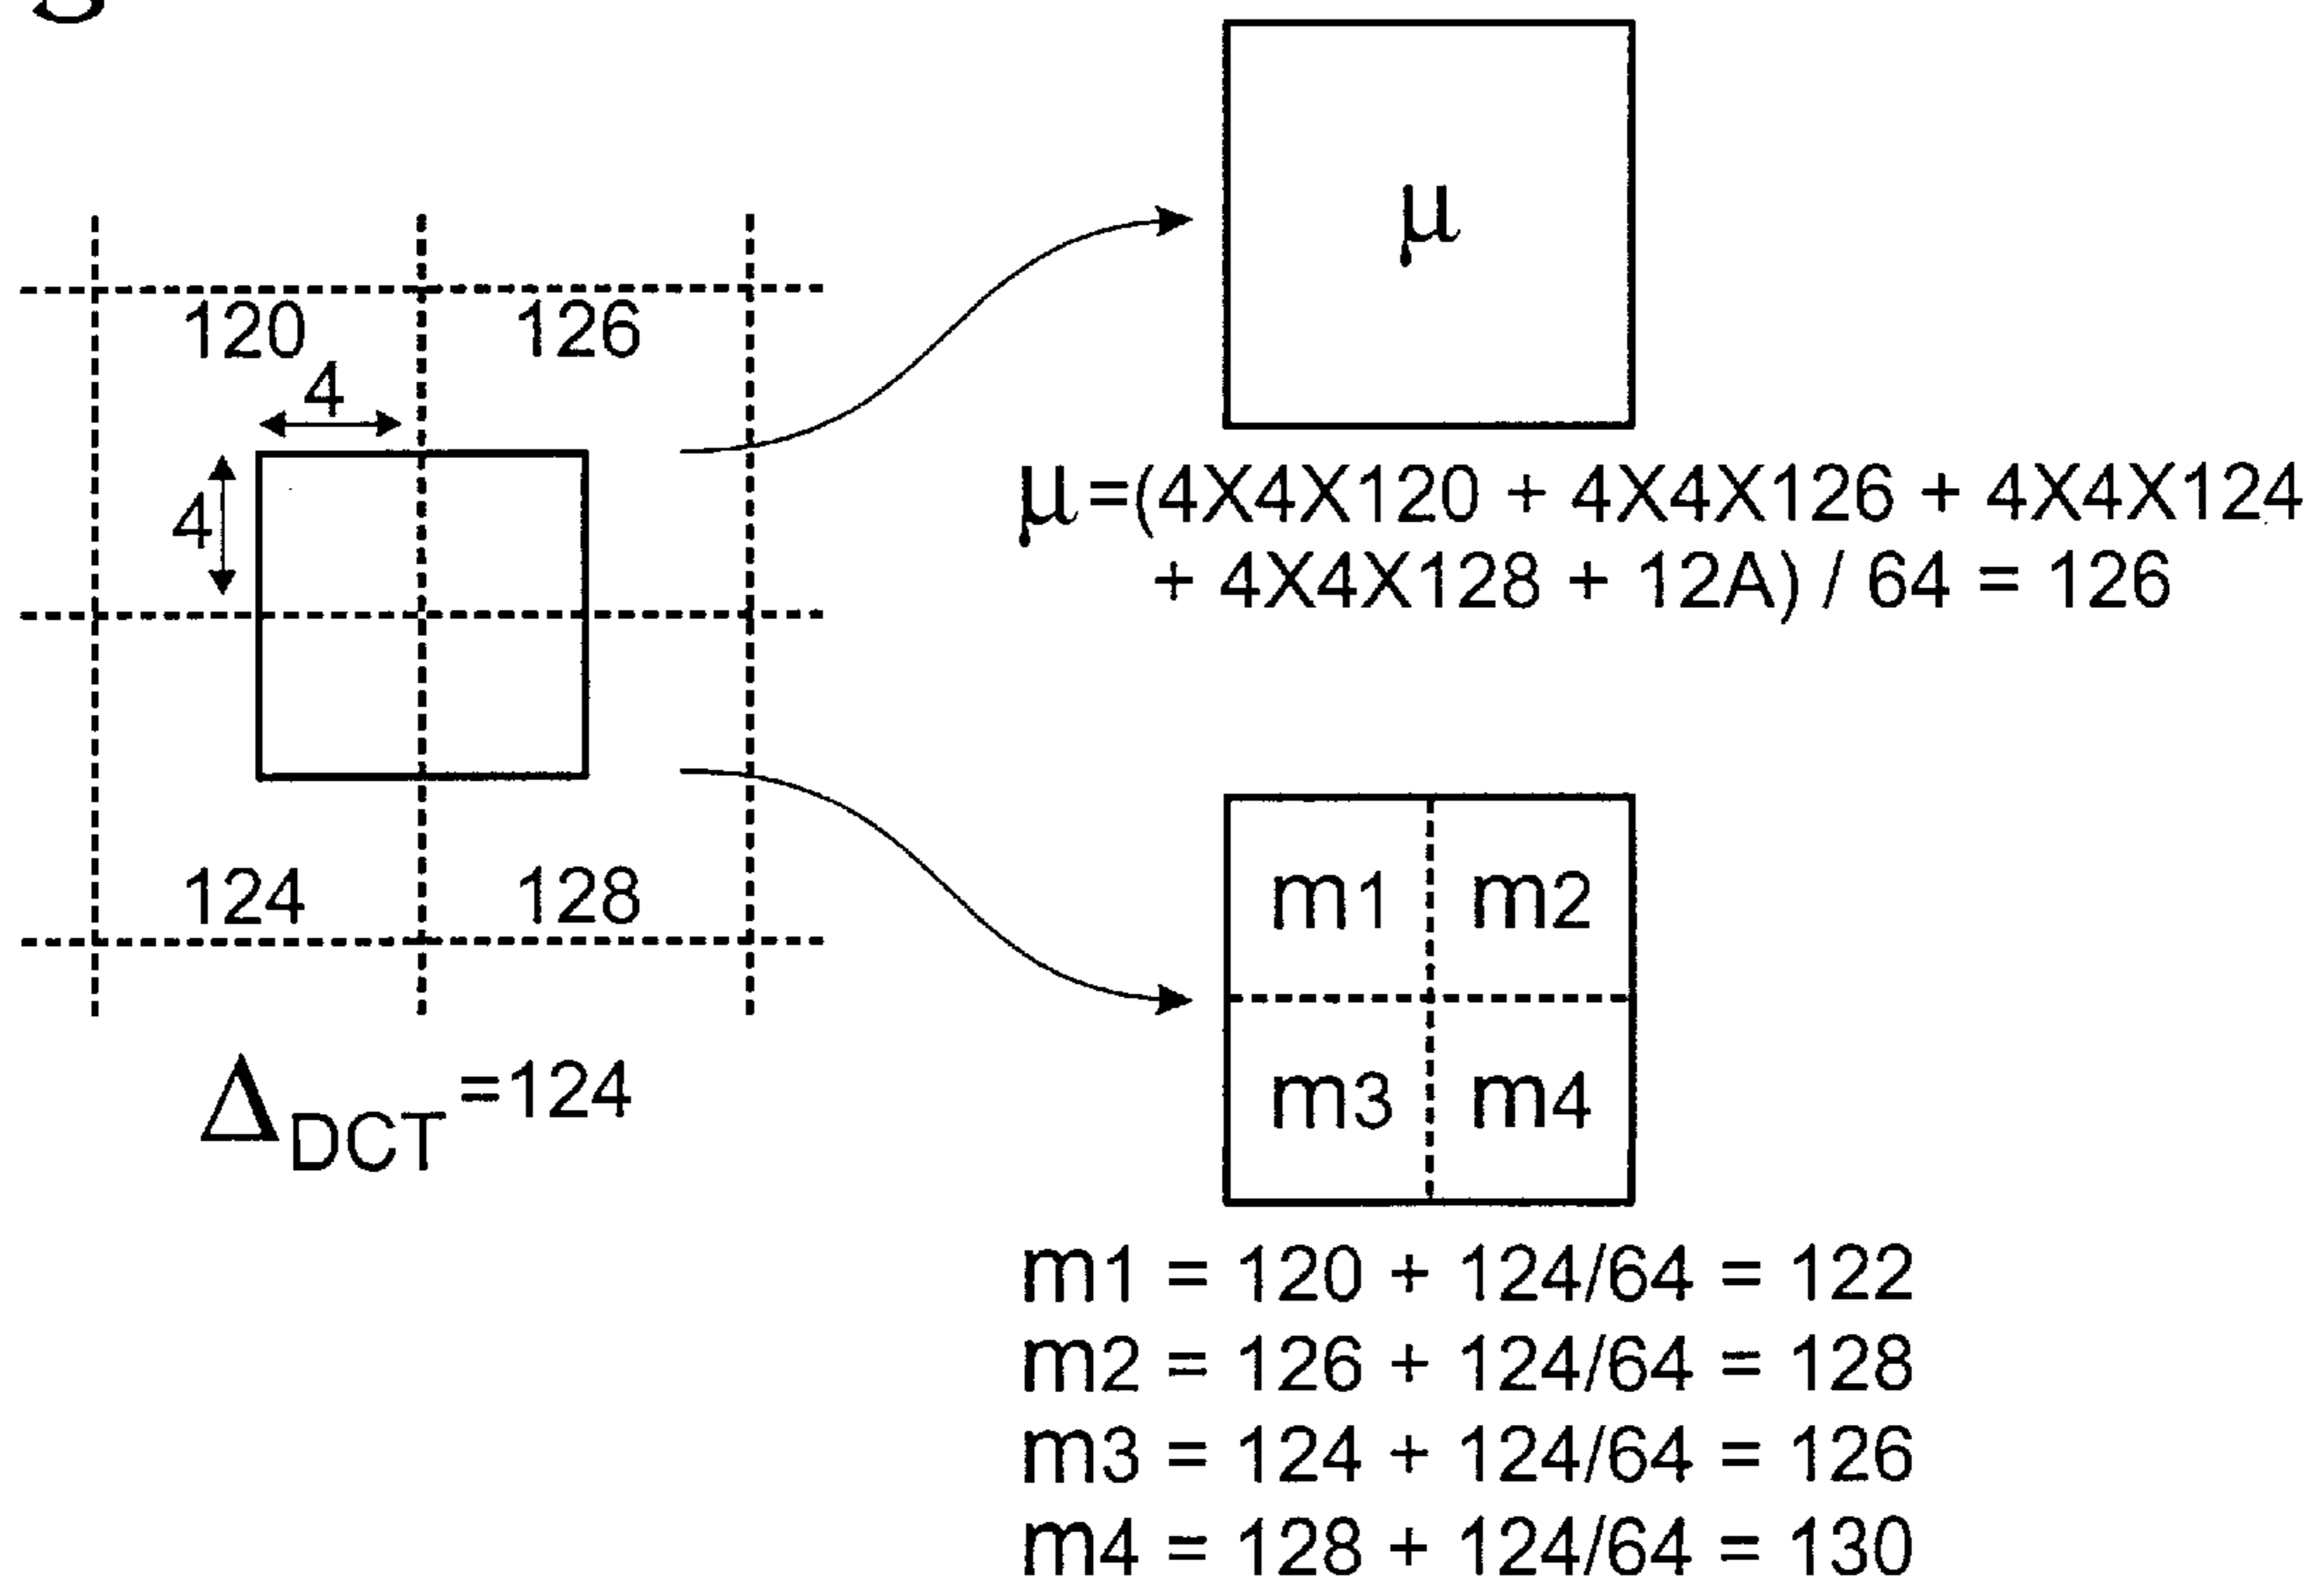 120 126
4
4
124 128
ΔDCT =124
μ
μ=(4X4X120 + 4X4X126 + 4X4X124
+ 4X4X128 + 12A) / 64 = 126
m1 m2
m3 m4
m1 = 120 + 124/64 = 122
m2 = 126 + 124/64 = 128
m3 = 124 + 124/64 = 126
m4 = 128 + 124/64 = 130